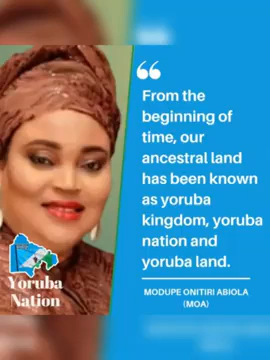 From the
beginning of
time, our
ancestral land
has been known
as yoruba
kingdom, yoruba
nation and
yoruba land.
MODUPE ONITIRI ABIOLA
(MOA)
Yoruba
Nation